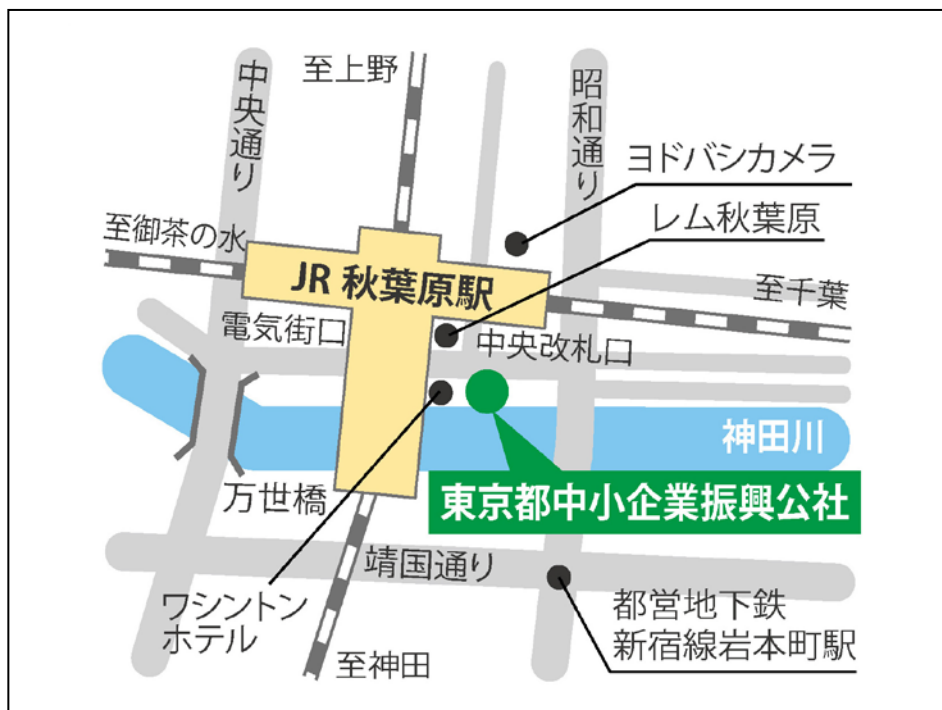 中央通り
至上野
昭和通り
ヨドバシカメラ
レム秋葉原
至御茶の水
JR 秋葉原駅
至千葉
電気街口
中央改札口
神田川
万世橋
東京都中小企業振興公社
靖国通り
ワシントン
ホテル
都営地下鉄
新宿線岩本町駅
至神田